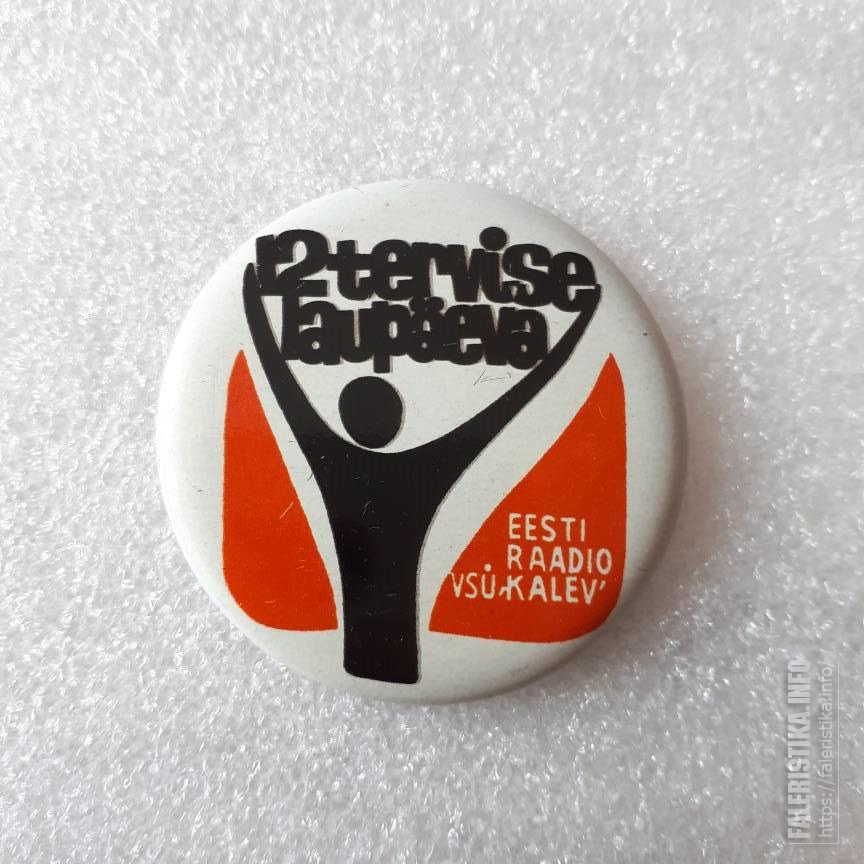 12 tervise
laupäeva
EESTI
RAADIO
VSÜ "KALEV"
FALERISTIKA.INFO
https://faleristika.info/